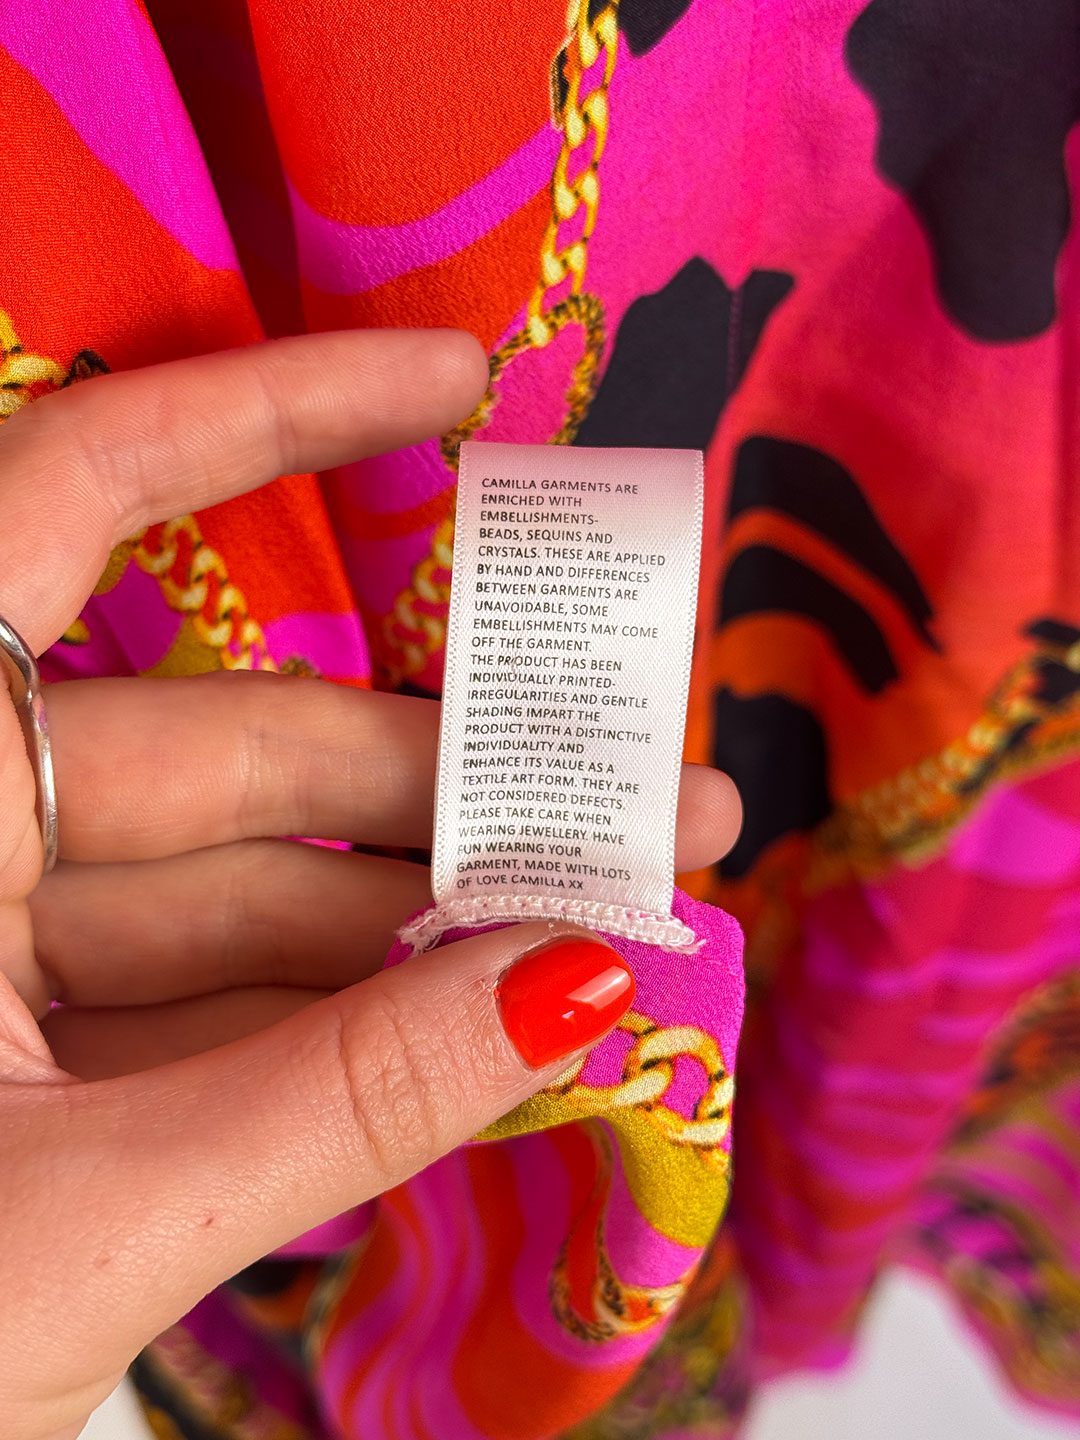 CAMILLA GARMENTS ARE
ENRICHED WITH
EMBELLISHMENTS-
BEADS, SEQUINS AND
CRYSTALS. THESE ARE APPLIED
BY HAND AND DIFFERENCES
BETWEEN GARMENTS ARE
UNAVOIDABLE, SOME
EMBELLISHMENTS MAY COME
OFF THE GARMENT.
THE PRODUCT HAS BEEN
INDIVIDUALLY PRINTED-
IRREGULARITIES AND GENTLE
SHADING IMPART THE
PRODUCT WITH A DISTINCTIVE
INDIVIDUALITY AND
ENHANCE ITS VALUE AS A
TEXTILE ART FORM. THEY ARE
NOT CONSIDERED DEFECTS.
PLEASE TAKE CARE WHEN
WEARING JEWELLERY. HAVE
FUN WEARING YOUR
GARMENT, MADE WITH LOTS
OF LOVE CAMILLA XX